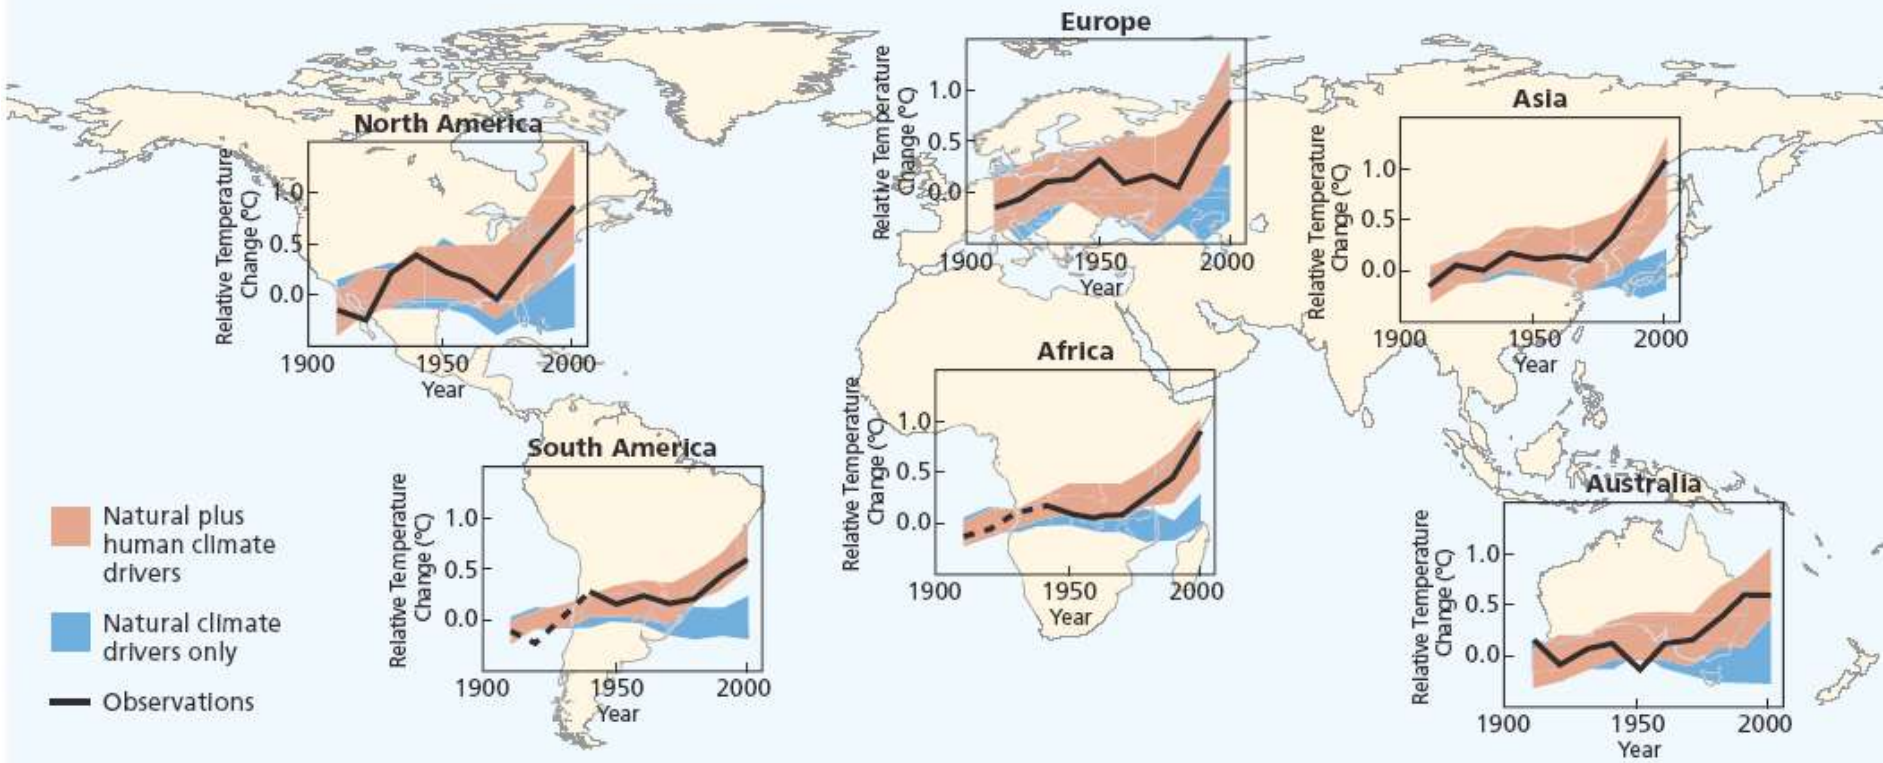 North America
Relative Temperature
Change (°C)
1.0
0.5
0.0
1900
1950
2000
Year
South America
Relative Temperature
Change (°C)
1.0
0.5
0.0
1900
1950
2000
Year
Europe
Relative Temperature
Change (°C)
1.0
0.5
0.0
1900
1950
2000
Year
Africa
Relative Temperature
Change (°C)
1.0
0.5
0.0
1900
1950
2000
Year
Asia
Relative Temperature
Change (°C)
1.0
0.5
0.0
1900
1950
2000
Year
Australia
Relative Temperature
Change (°C)
1.0
0.5
0.0
1900
1950
2000
Year
Natural plus
human climate
drivers
Natural climate
drivers only
Observations